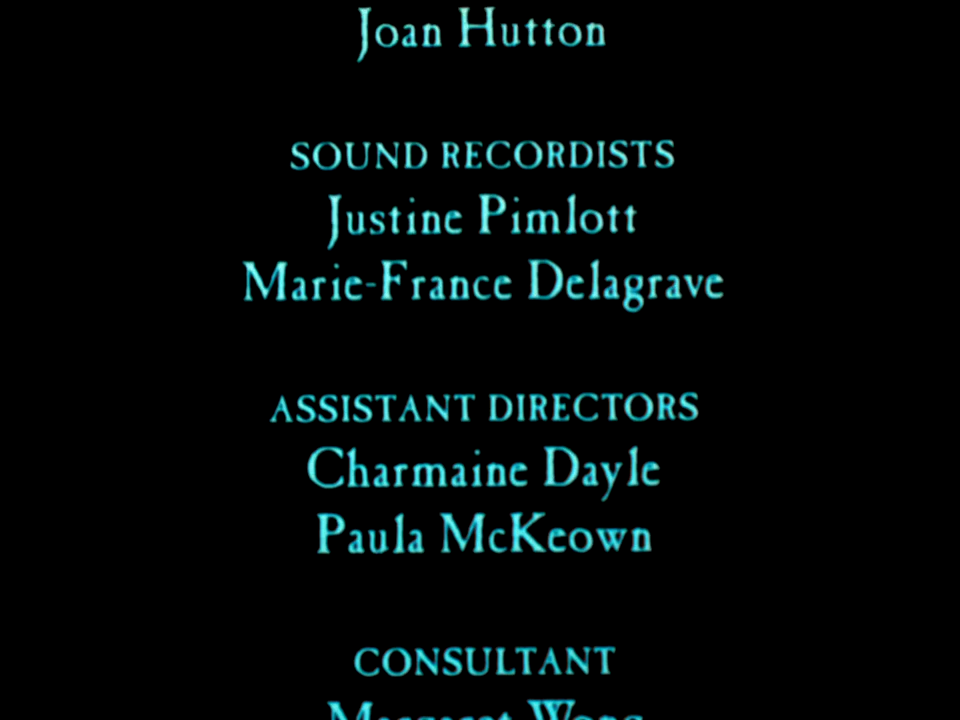 Joan Hutton
SOUND RECORDISTS
Justine Pimlott
Marie-France Delagrave
ASSISTANT DIRECTORS
Charmaine Dayle
Paula McKeown
CONSULTANT